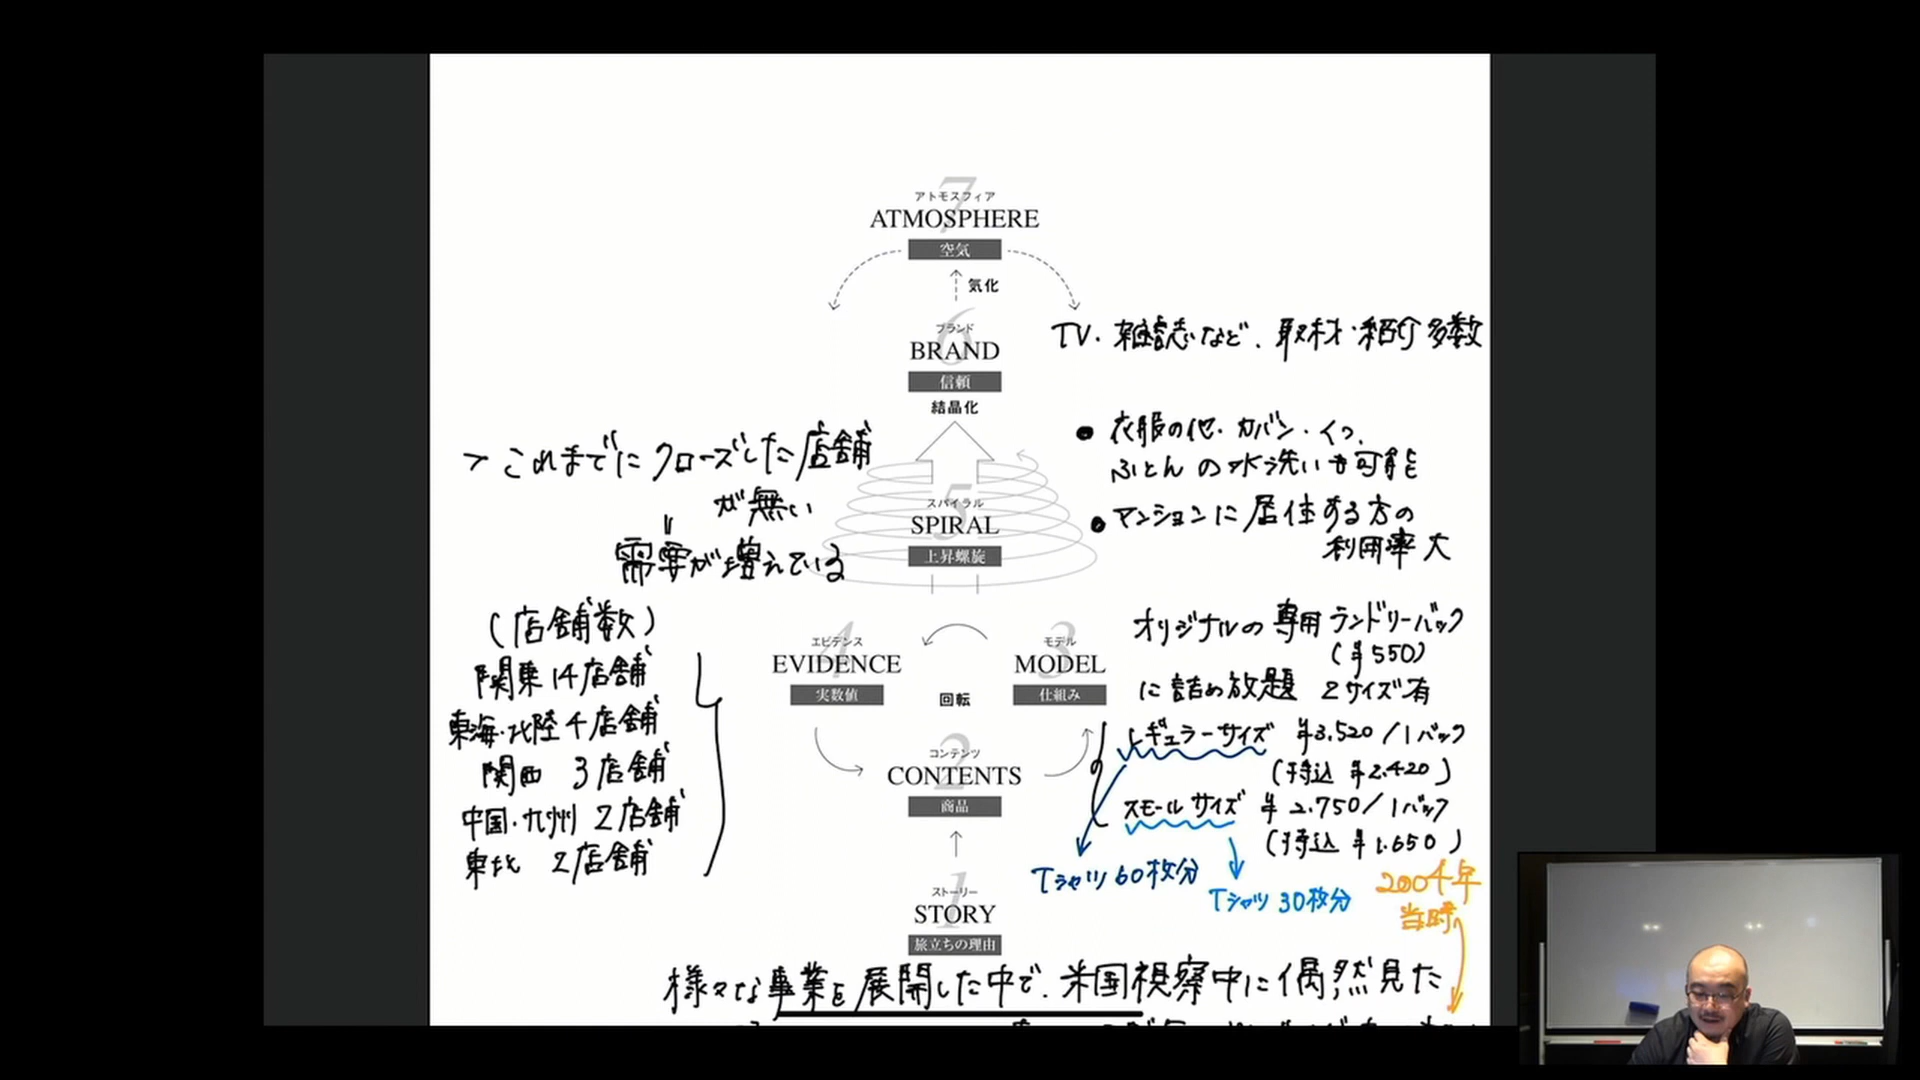 7
アトモスフィア
ATMOSPHERE
空気
気化
6
ブランド
BRAND
信頼
結晶化
TV・雑誌など、取材・紹介多数
> これまでにクローズした店舗
が無い
||
需要が増えている
● 衣服の他・カバン・イつ、
ふとんの水洗いも可能
● マンションに居住する方の
利用率大
5
スパイラル
SPIRAL
上昇螺旋
(店舗数)
関東 14店舗
東海・北陸 4店舗
関西 3店舗
中国・九州 2店舗
東北 2店舗
4
エビデンス
EVIDENCE
実数値
3
モデル
MODEL
仕組み
回転
オリジナルの専用ランドリーバック
(¥550)
に詰め放題 2サイズ有
の
レギュラーサイズ ¥3.520/1バック
(持込 ¥2.420)
スモールサイズ ¥2.750/1バック
(持込 ¥1.650)
Tシャツ60枚分
Tシャツ30枚分
2004年
当時
2
コンテンツ
CONTENTS
商品
1
ストーリー
STORY
旅立ちの理由
様々な事業を展開した中で、米国視察中に偶然見た